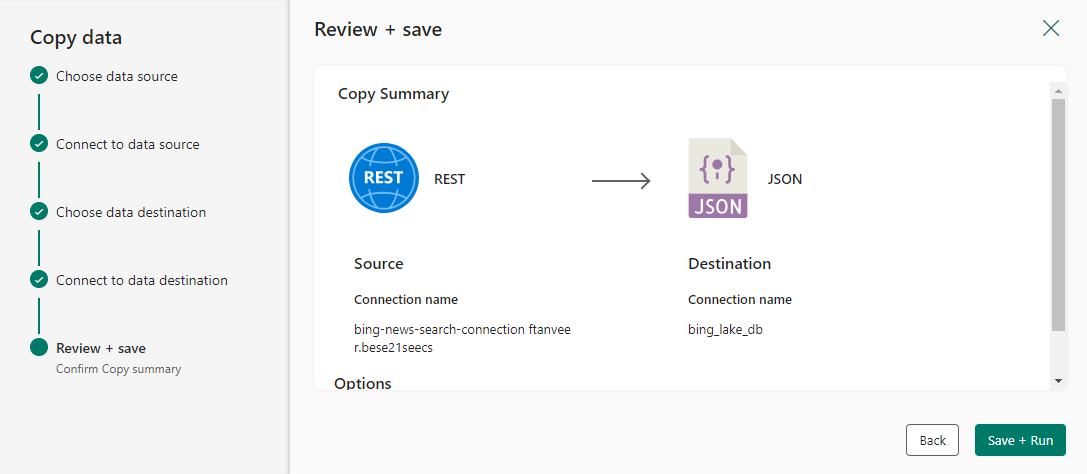 Copy data
Choose data source
Connect to data source
Choose data destination
Connect to data destination
Review + save
Confirm Copy summary
Review + save
Copy Summary
REST
REST
{:}
JSON
JSON
Source
Destination
Connection name
Connection name
bing-news-search-connection ftanvee
r.bese21seecs
bing_lake_db
Options
Back
Save + Run